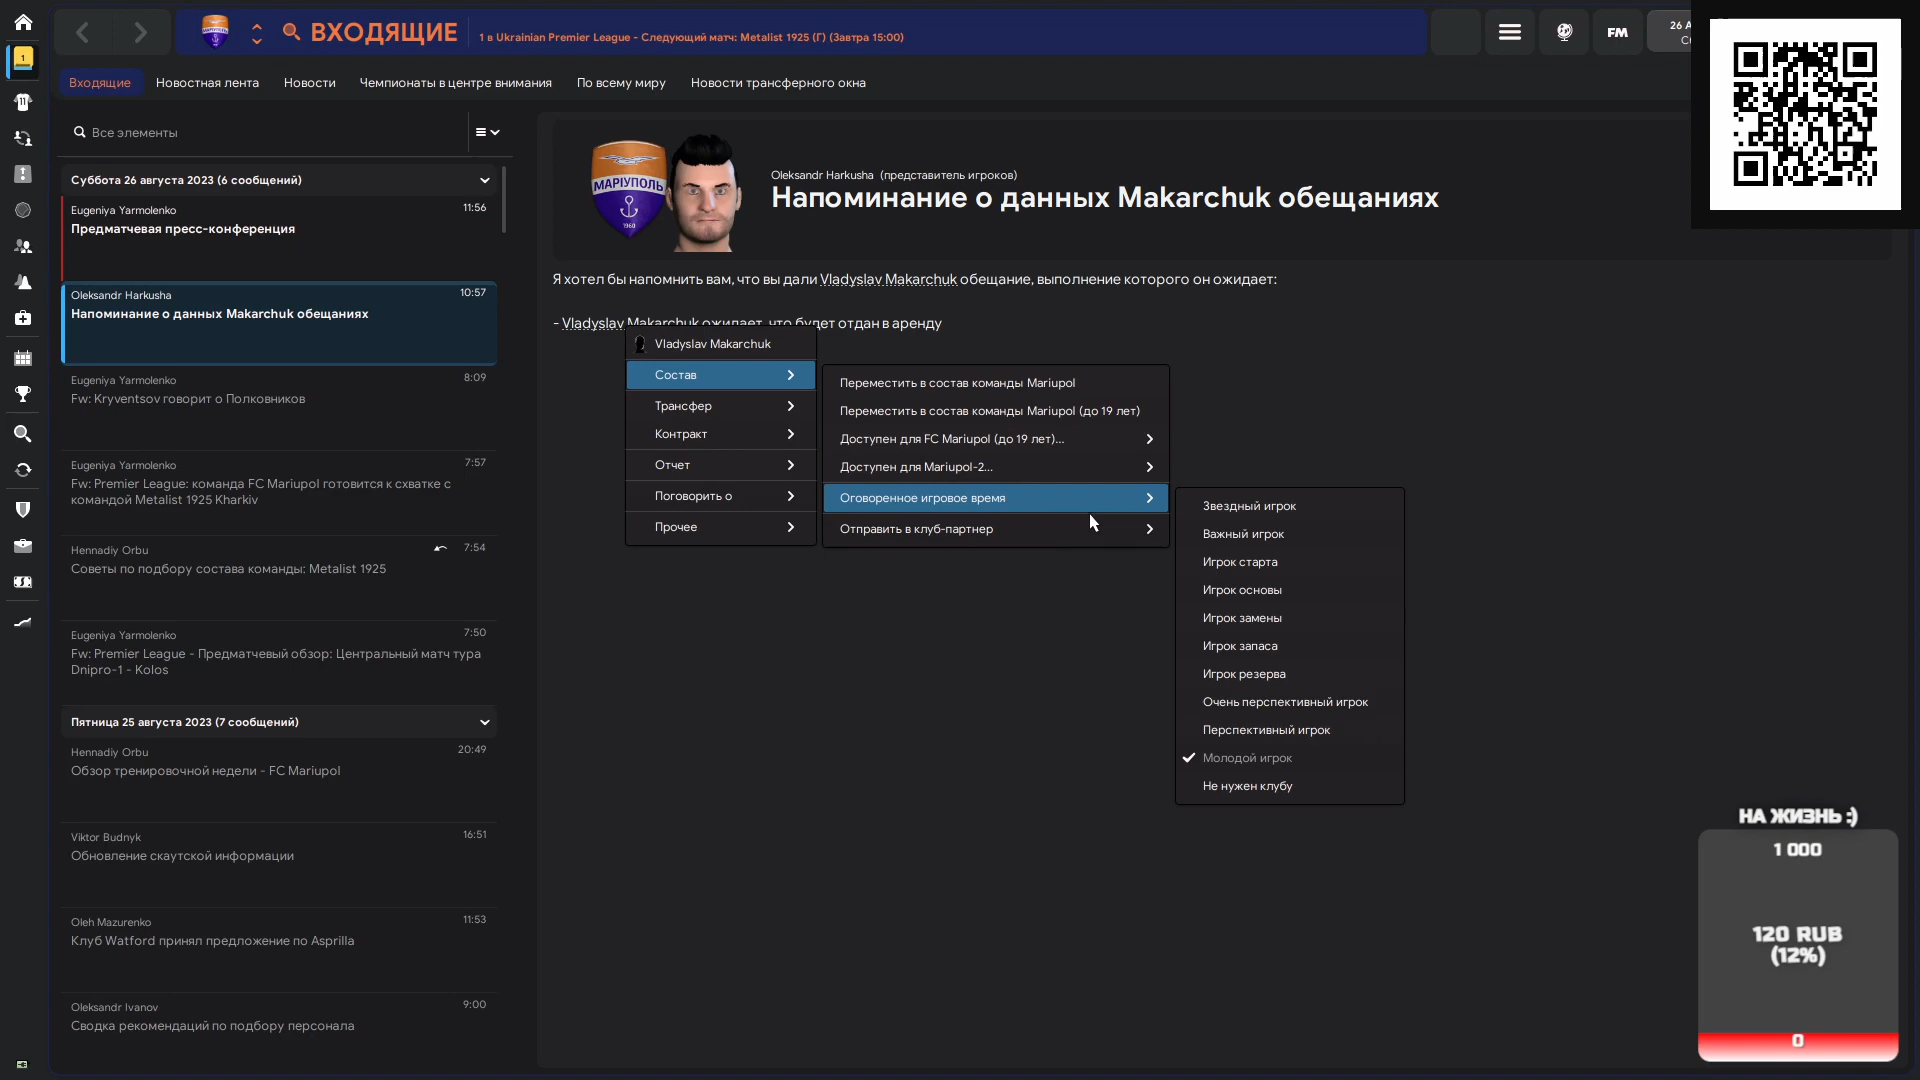 ВХОДЯЩИЕ
1 в Ukrainian Premier League - Следующий матч: Metalist 1925 (Г) (Завтра 15:00)
FM
Входящие
Новостная лента
Новости
Чемпионаты в центре внимания
По всему миру
Новости трансферного окна
Все элементы
Суббота 26 августа 2023 (6 сообщений)
Eugeniya Yarmolenko 11:56
Предматчевая пресс-конференция
Oleksandr Harkusha 10:57
Напоминание о данных Makarchuk обещаниях
Eugeniya Yarmolenko 8:09
Fw: Kryventsov говорит о Полковников
Eugeniya Yarmolenko 7:57
Fw: Premier League: команда FC Mariupol готовится к схватке с
командой Metalist 1925 Kharkiv
Hennadiy Orbu 7:54
Советы по подбору состава команды: Metalist 1925
Eugeniya Yarmolenko 7:50
Fw: Premier League - Предматчевый обзор: Центральный матч тура
Dnipro-1 - Kolos
Пятница 25 августа 2023 (7 сообщений)
Hennadiy Orbu 20:49
Обзор тренировочной недели - FC Mariupol
Viktor Budnyk 16:51
Обновление скаутской информации
Oleh Mazurenko 11:53
Клуб Watford принял предложение по Asprilla
Oleksandr Ivanov 9:00
Сводка рекомендаций по подбору персонала
МАРІУПОЛЬ
1960
Oleksandr Harkusha (представитель игроков)
Напоминание о данных Makarchuk обещаниях
Я хотел бы напомнить вам, что вы дали Vladyslav Makarchuk обещание, выполнение которого он ожидает:
- Vladyslav Makarchuk ожидает, что будет отдан в аренду
Vladyslav Makarchuk
Состав
Трансфер
Контракт
Отчет
Поговорить о
Прочее
Переместить в состав команды Mariupol
Переместить в состав команды Mariupol (до 19 лет)
Доступен для FC Mariupol (до 19 лет)...
Доступен для Mariupol-2...
Оговоренное игровое время
Отправить в клуб-партнер
Звездный игрок
Важный игрок
Игрок старта
Игрок основы
Игрок замены
Игрок запаса
Игрок резерва
Очень перспективный игрок
Перспективный игрок
Молодой игрок
Не нужен клубу
НА ЖИЗНЬ :)
1 000
120 RUB
(12%)
0